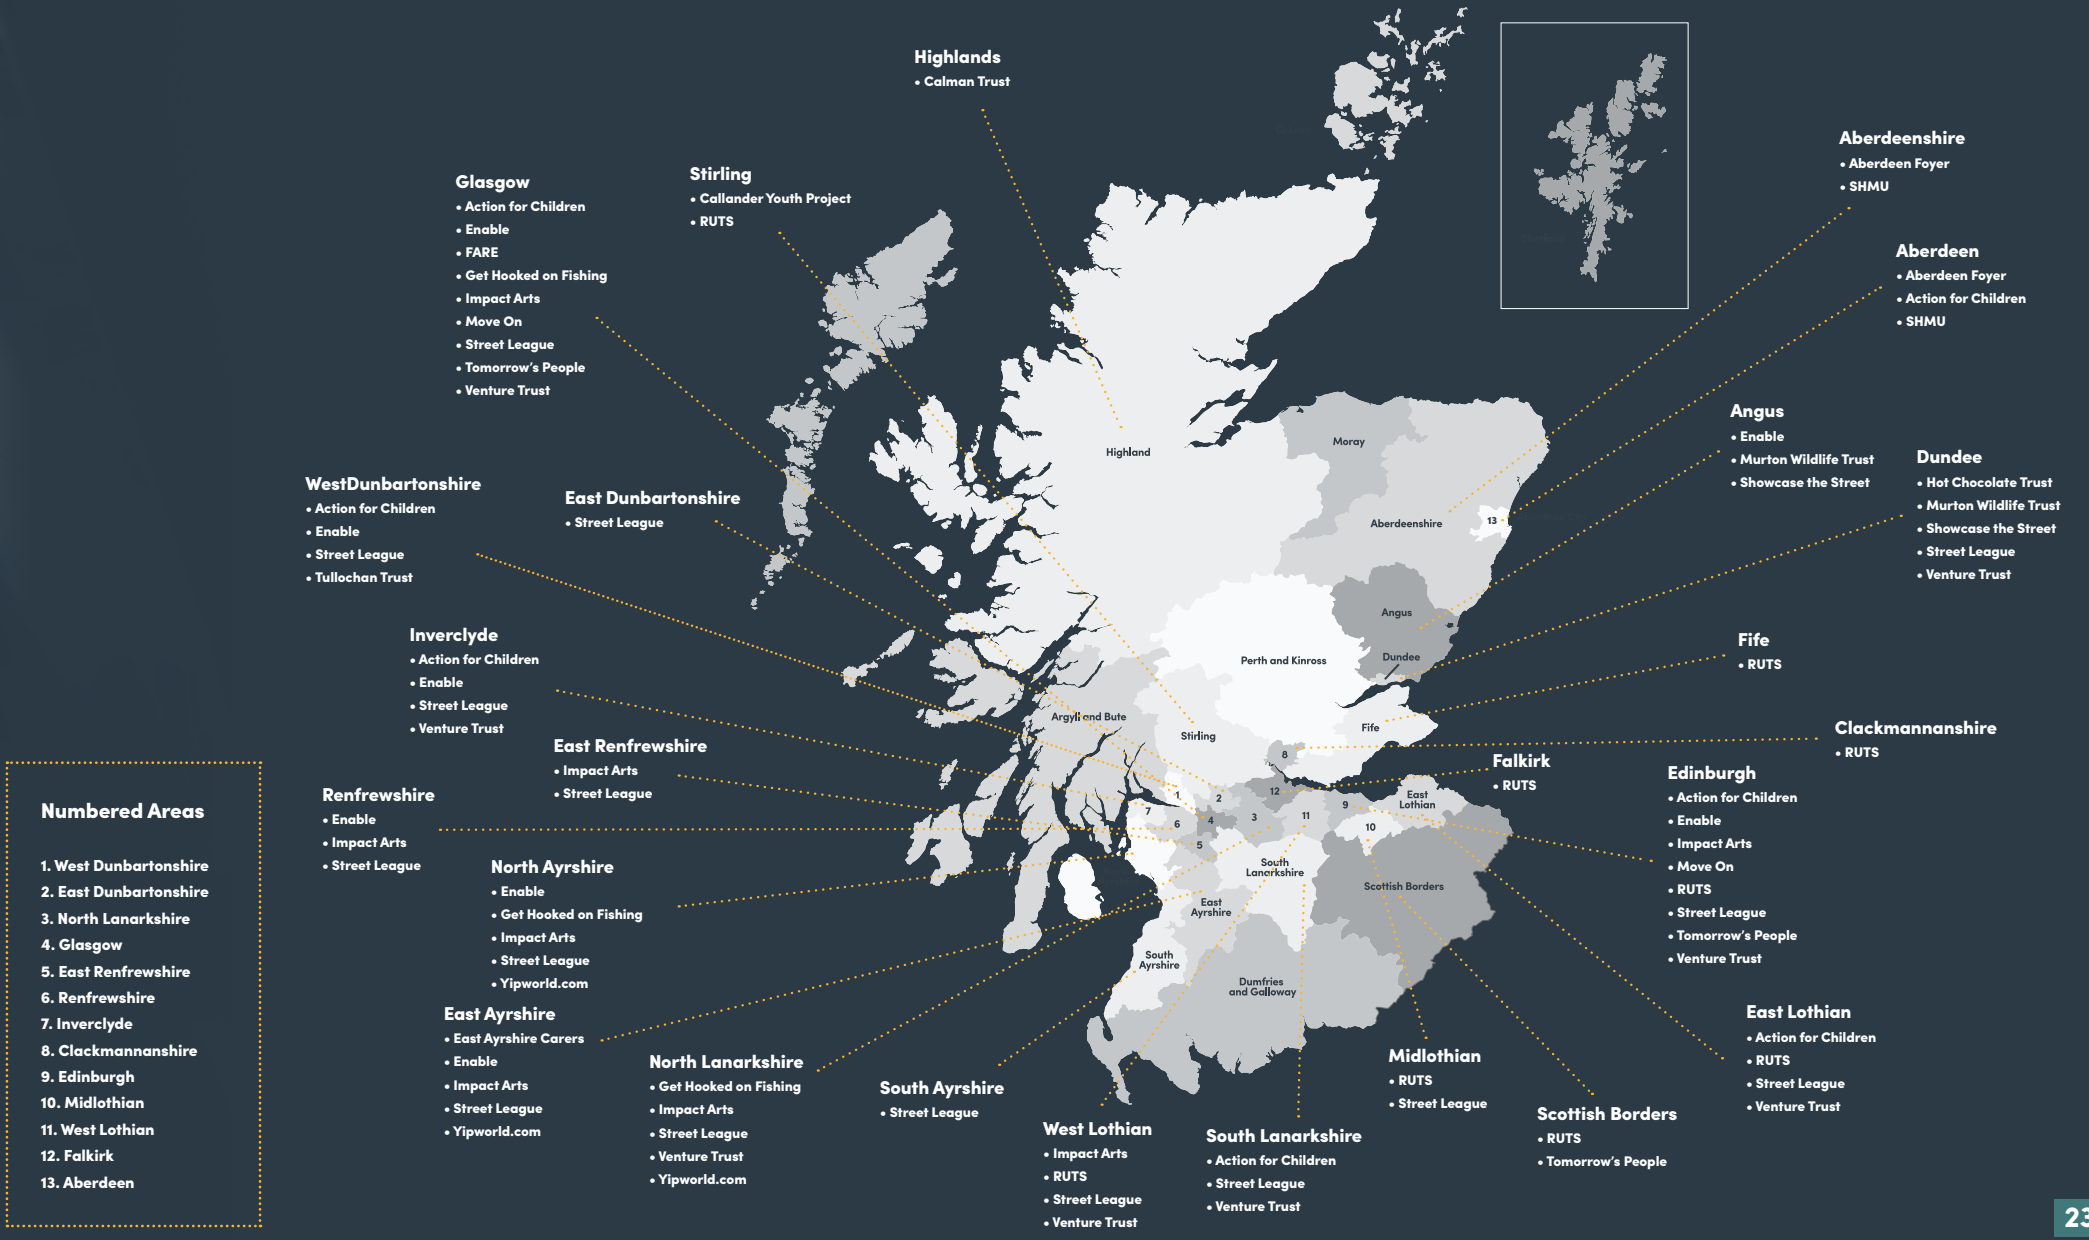 Highlands
• Calman Trust
Glasgow
• Action for Children
• Enable
• FARE
• Get Hooked on Fishing
• Impact Arts
• Move On
• Street League
• Tomorrow's People
• Venture Trust
Stirling
• Callander Youth Project
• RUTS
Aberdeenshire
• Aberdeen Foyer
• SHMU
Aberdeen
• Aberdeen Foyer
• Action for Children
• SHMU
Angus
• Enable
• Murton Wildlife Trust
• Showcase the Street
Dundee
• Hot Chocolate Trust
• Murton Wildlife Trust
• Showcase the Street
• Street League
• Venture Trust
WestDunbartonshire
• Action for Children
• Enable
• Street League
• Tullochan Trust
East Dunbartonshire
• Street League
Inverclyde
• Action for Children
• Enable
• Street League
• Venture Trust
East Renfrewshire
• Impact Arts
• Street League
Renfrewshire
• Enable
• Impact Arts
• Street League
North Ayrshire
• Enable
• Get Hooked on Fishing
• Impact Arts
• Street League
• Yipworld.com
East Ayrshire
• East Ayrshire Carers
• Enable
• Impact Arts
• Street League
• Yipworld.com
North Lanarkshire
• Get Hooked on Fishing
• Impact Arts
• Street League
• Venture Trust
• Yipworld.com
South Ayrshire
• Street League
West Lothian
• Impact Arts
• RUTS
• Street League
• Venture Trust
South Lanarkshire
• Action for Children
• Street League
• Venture Trust
Midlothian
• RUTS
• Street League
Scottish Borders
• RUTS
• Tomorrow's People
East Lothian
• Action for Children
• RUTS
• Street League
• Venture Trust
Edinburgh
• Action for Children
• Enable
• Impact Arts
• Move On
• RUTS
• Street League
• Tomorrow's People
• Venture Trust
Falkirk
• RUTS
Clackmannanshire
• RUTS
Fife
• RUTS
Highland
Moray
Aberdeenshire
13
Angus
Dundee
Perth and Kinross
Argyll and Bute
Stirling
Fife
8
1
2
12
7
6
4
3
11
9
East
Lothian
10
5
South
Lanarkshire
Scottish Borders
East
Ayrshire
South
Ayrshire
Dumfries
and Galloway
Numbered Areas
1. West Dunbartonshire
2. East Dunbartonshire
3. North Lanarkshire
4. Glasgow
5. East Renfrewshire
6. Renfrewshire
7. Inverclyde
8. Clackmannanshire
9. Edinburgh
10. Midlothian
11. West Lothian
12. Falkirk
13. Aberdeen
23